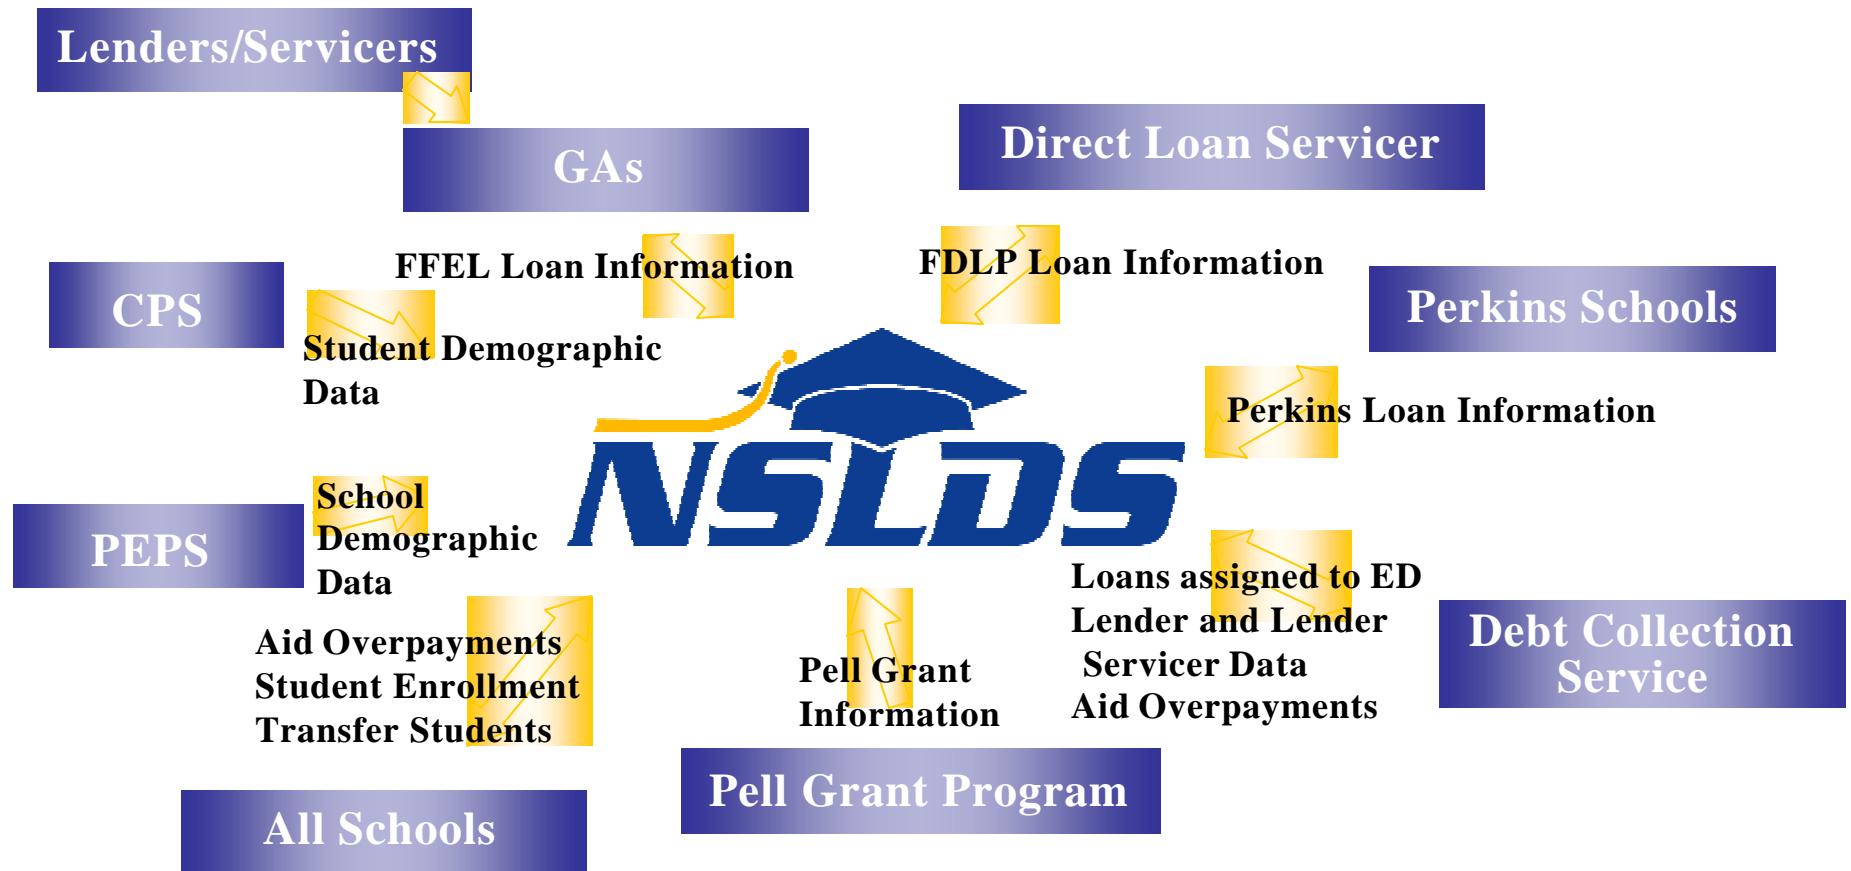 Lenders/Servicers
GAs
Direct Loan Servicer
FFEL Loan Information
FDLP Loan Information
CPS
Perkins Schools
Student Demographic
Data
Perkins Loan Information
NSLDS
School
Demographic
Data
PEPS
Loans assigned to ED
Lender and Lender
Servicer Data
Aid Overpayments
Debt Collection
Service
Aid Overpayments
Student Enrollment
Transfer Students
Pell Grant
Information
Pell Grant Program
All Schools